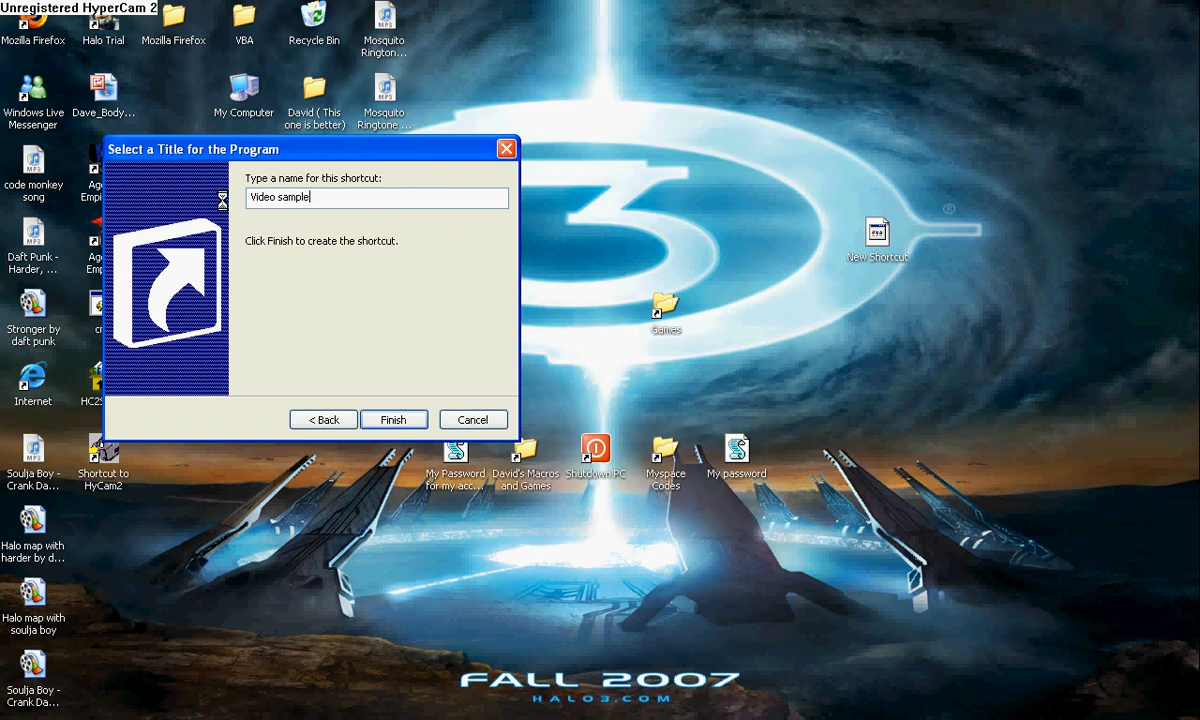 Unregistered HyperCam 2
Mozilla Firefox
Halo Trial
Mozilla Firefox
VBA
Recycle Bin
Mosquito
Rington...
Windows Live
Messenger
Dave_Body...
My Computer
David ( This
one is better)
Mosquito
Ringtone ...
Select a Title for the Program
Type a name for this shortcut:
Video sample
Click Finish to create the shortcut.
< Back
Finish
Cancel
MP3
code monkey
song
MP3
Daft Punk -
Harder, ...
Stronger by
daft punk
Internet
MP3
Soulja Boy -
Crank Da...
Shortcut to
HyCam2
Halo map with
harder by d...
Halo map with
soulja boy
Soulja Boy -
Crank Da...
3
®
New Shortcut
Games
My Password
for my acc...
David's Macros
and Games
Shutdown PC
Myspace
Codes
My password
FALL 2007
HALO3.COM